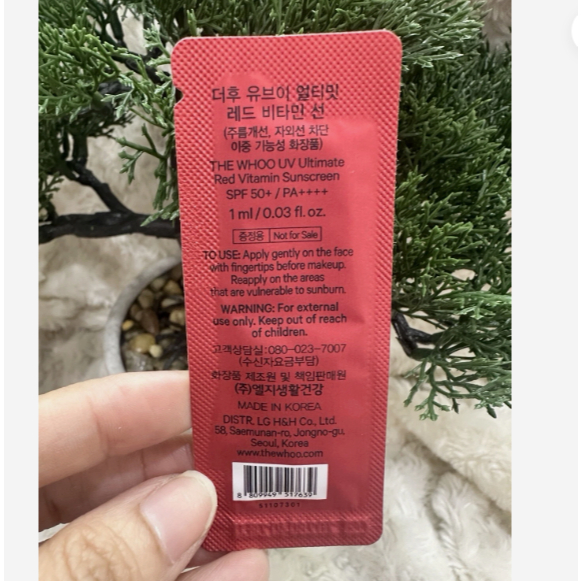 더후 유브이 얼티밋
레드 비타민 선
(주름개선, 자외선 차단
이중 기능성 화장품)
THE WHOO UV Ultimate
Red Vitamin Sunscreen
SPF 50+ / PA++++
1 ml / 0.03 fl. oz.
증정용 Not for Sale
TO USE: Apply gently on the face
with fingertips before makeup.
Reapply on the areas
that are vulnerable to sunburn.
WARNING: For external
use only. Keep out of reach
of children.
고객상담실:080-023-7007
(수신자요금부담)
화장품 제조원 및 책임판매원
(주)엘지생활건강
MADE IN KOREA
DISTR. LG H&H Co., Ltd.
58, Saemunan-ro, Jongno-gu,
Seoul, Korea
www.thewhoo.com
8 809949 317639